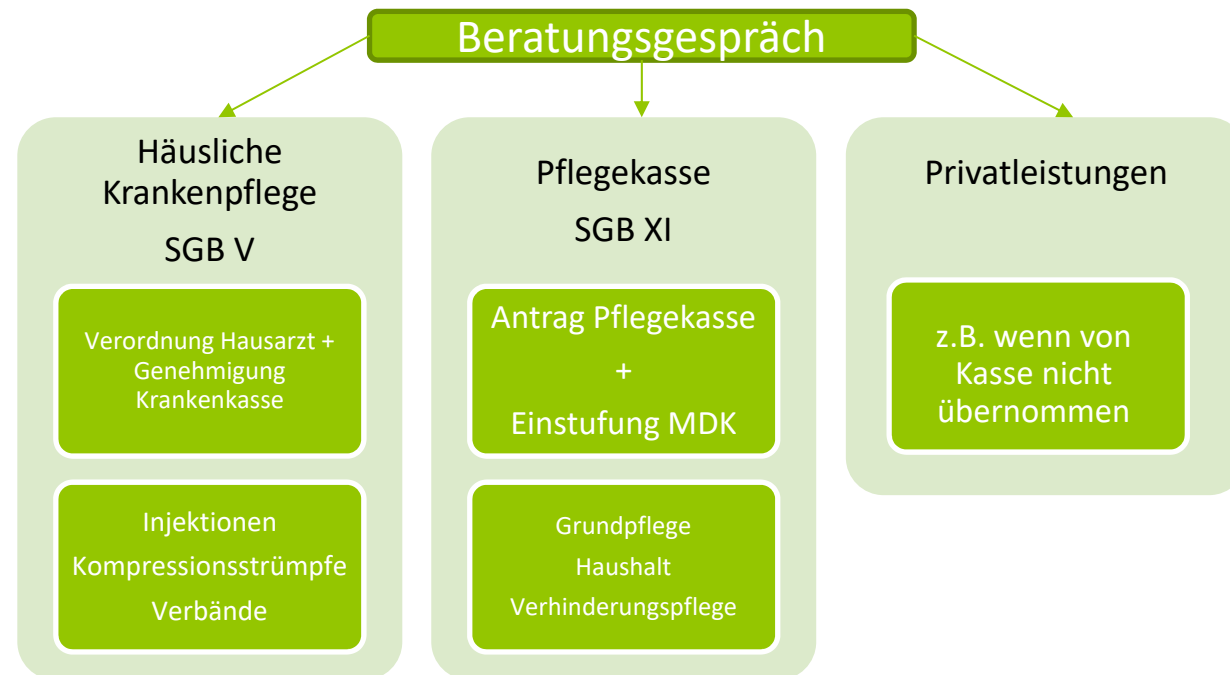 Beratungsgespräch
Häusliche
Krankenpflege
SGB V
Verordnung Hausarzt +
Genehmigung
Krankenkasse
Injektionen
Kompressionsstrümpfe
Verbände
Pflegekasse
SGB XI
Antrag Pflegekasse
+
Einstufung MDK
Grundpflege
Haushalt
Verhinderungspflege
Privatleistungen
z.B. wenn von
Kasse nicht
übernommen